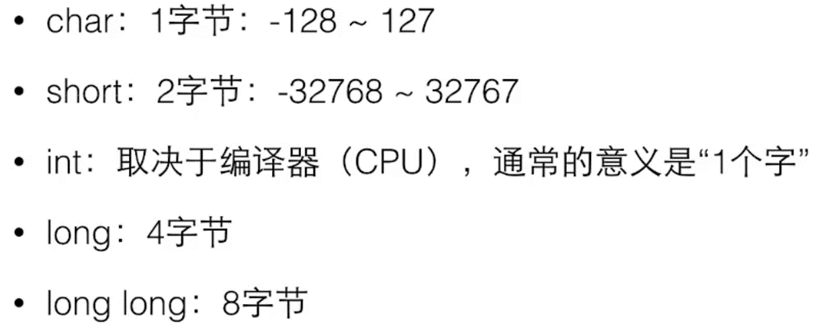 • char：1字节：-128 ~ 127
• short：2字节：-32768 ~ 32767
• int：取决于编译器（CPU），通常的意义是“1个字”
• long：4字节
• long long：8字节